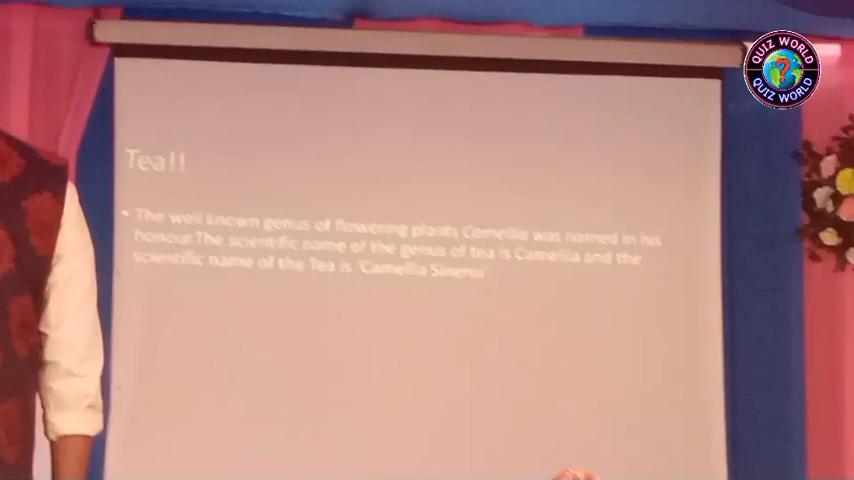 QUIZ WORLD
QUIZ WORLD
Tea!!
• The well known genus of flowering plants Camellia was named in his
honour.The scientific name of the genus of tea is Camellia and the
scientific name of the Tea is 'Camellia